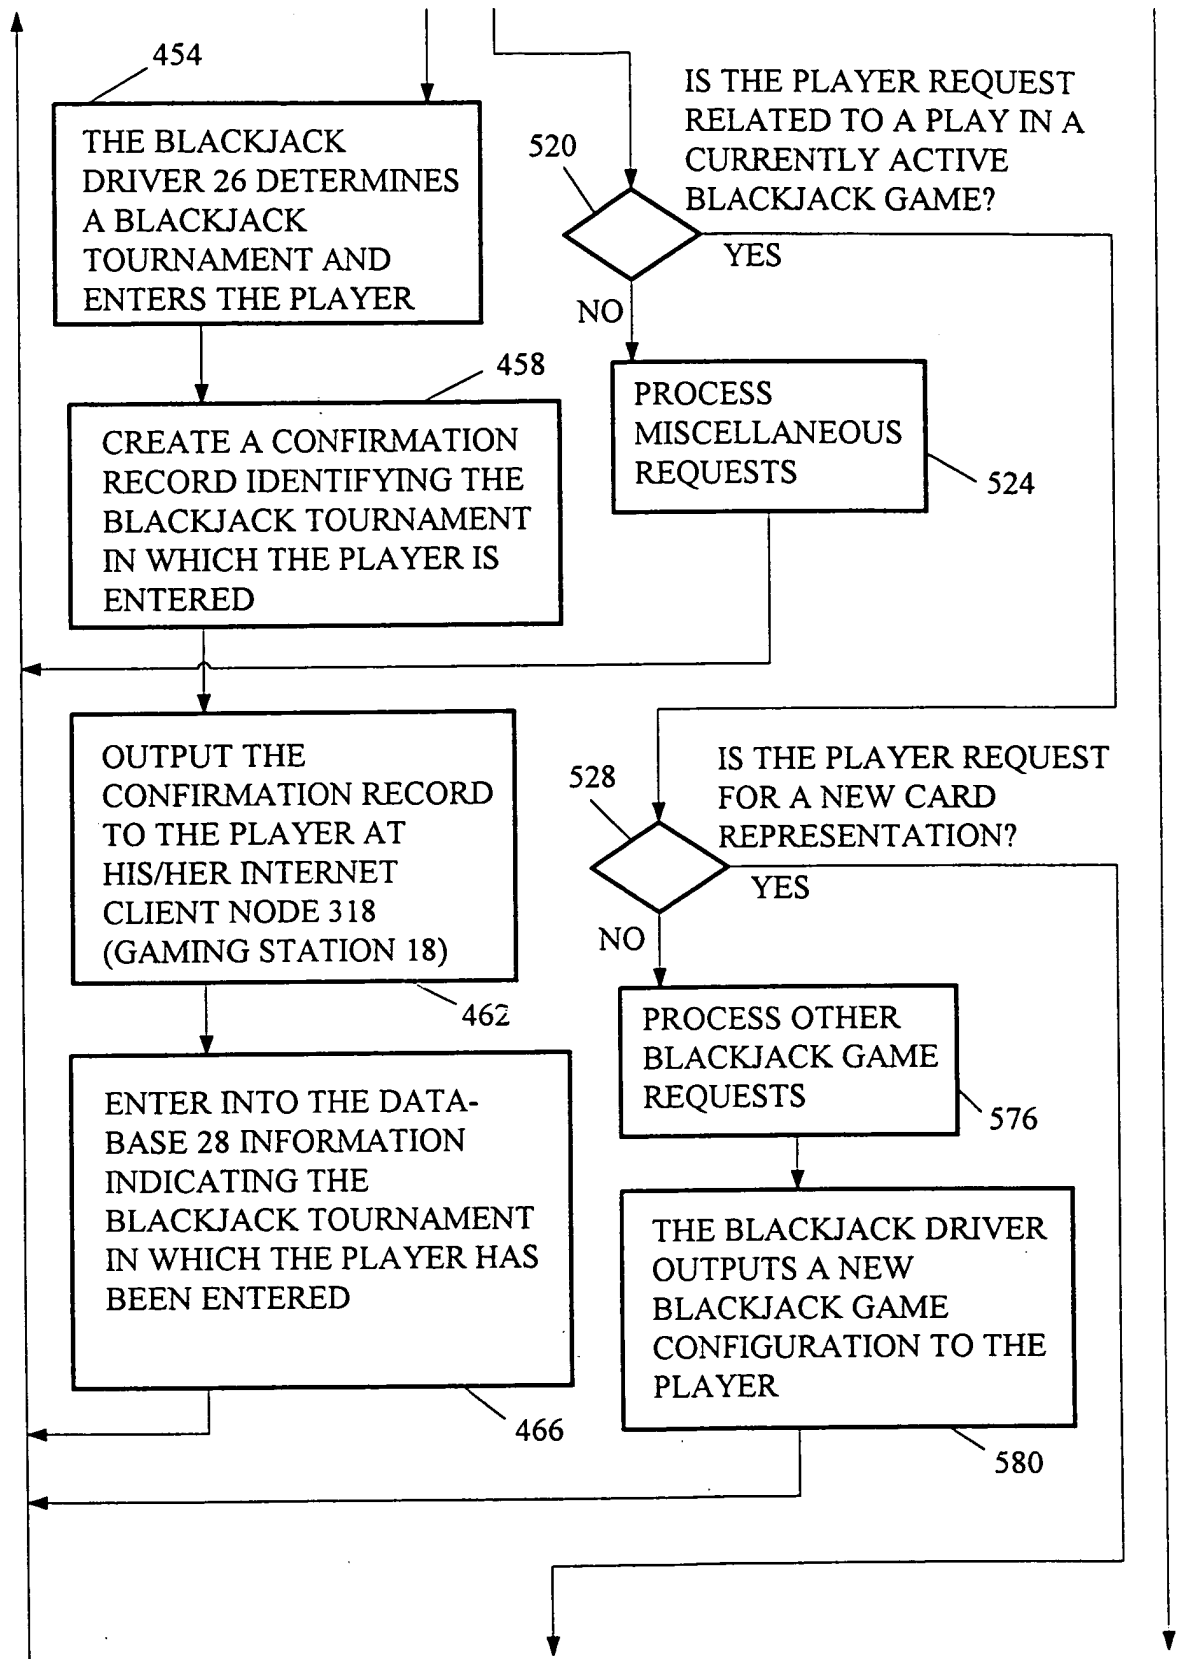 454
THE BLACKJACK
DRIVER 26 DETERMINES
A BLACKJACK
TOURNAMENT AND
ENTERS THE PLAYER
458
CREATE A CONFIRMATION
RECORD IDENTIFYING THE
BLACKJACK TOURNAMENT
IN WHICH THE PLAYER IS
ENTERED
OUTPUT THE
CONFIRMATION RECORD
TO THE PLAYER AT
HIS/HER INTERNET
CLIENT NODE 318
(GAMING STATION 18)
462
ENTER INTO THE DATA-
BASE 28 INFORMATION
INDICATING THE
BLACKJACK TOURNAMENT
IN WHICH THE PLAYER HAS
BEEN ENTERED
466
IS THE PLAYER REQUEST
RELATED TO A PLAY IN A
CURRENTLY ACTIVE
BLACKJACK GAME?
520
YES
NO
PROCESS
MISCELLANEOUS
REQUESTS
524
IS THE PLAYER REQUEST
FOR A NEW CARD
REPRESENTATION?
528
YES
NO
PROCESS OTHER
BLACKJACK GAME
REQUESTS
576
THE BLACKJACK DRIVER
OUTPUTS A NEW
BLACKJACK GAME
CONFIGURATION TO THE
PLAYER
580